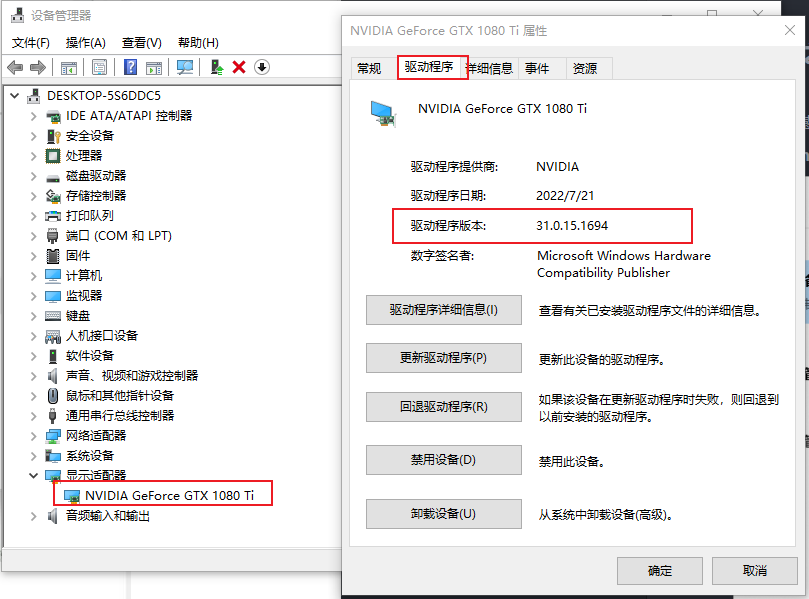 设备管理器
文件(F) 操作(A) 查看(V) 帮助(H)
DESKTOP-5S6DDC5
IDE ATA/ATAPI 控制器
安全设备
处理器
磁盘驱动器
存储控制器
打印队列
端口 (COM 和 LPT)
固件
计算机
监视器
键盘
人机接口设备
软件设备
声音、视频和游戏控制器
鼠标和其他指针设备
通用串行总线控制器
网络适配器
系统设备
显示适配器
NVIDIA GeForce GTX 1080 Ti
音频输入和输出
NVIDIA GeForce GTX 1080 Ti 属性
常规 驱动程序 详细信息 事件 资源
NVIDIA GeForce GTX 1080 Ti
驱动程序提供商: NVIDIA
驱动程序日期: 2022/7/21
驱动程序版本: 31.0.15.1694
数字签名者: Microsoft Windows Hardware
Compatibility Publisher
驱动程序详细信息(I) 查看有关已安装驱动程序文件的详细信息。
更新驱动程序(P) 更新此设备的驱动程序。
回退驱动程序(R) 如果该设备在更新驱动程序时失败，则回退到
以前安装的驱动程序。
禁用设备(D) 禁用此设备。
卸载设备(U) 从系统中卸载设备(高级)。
确定 取消